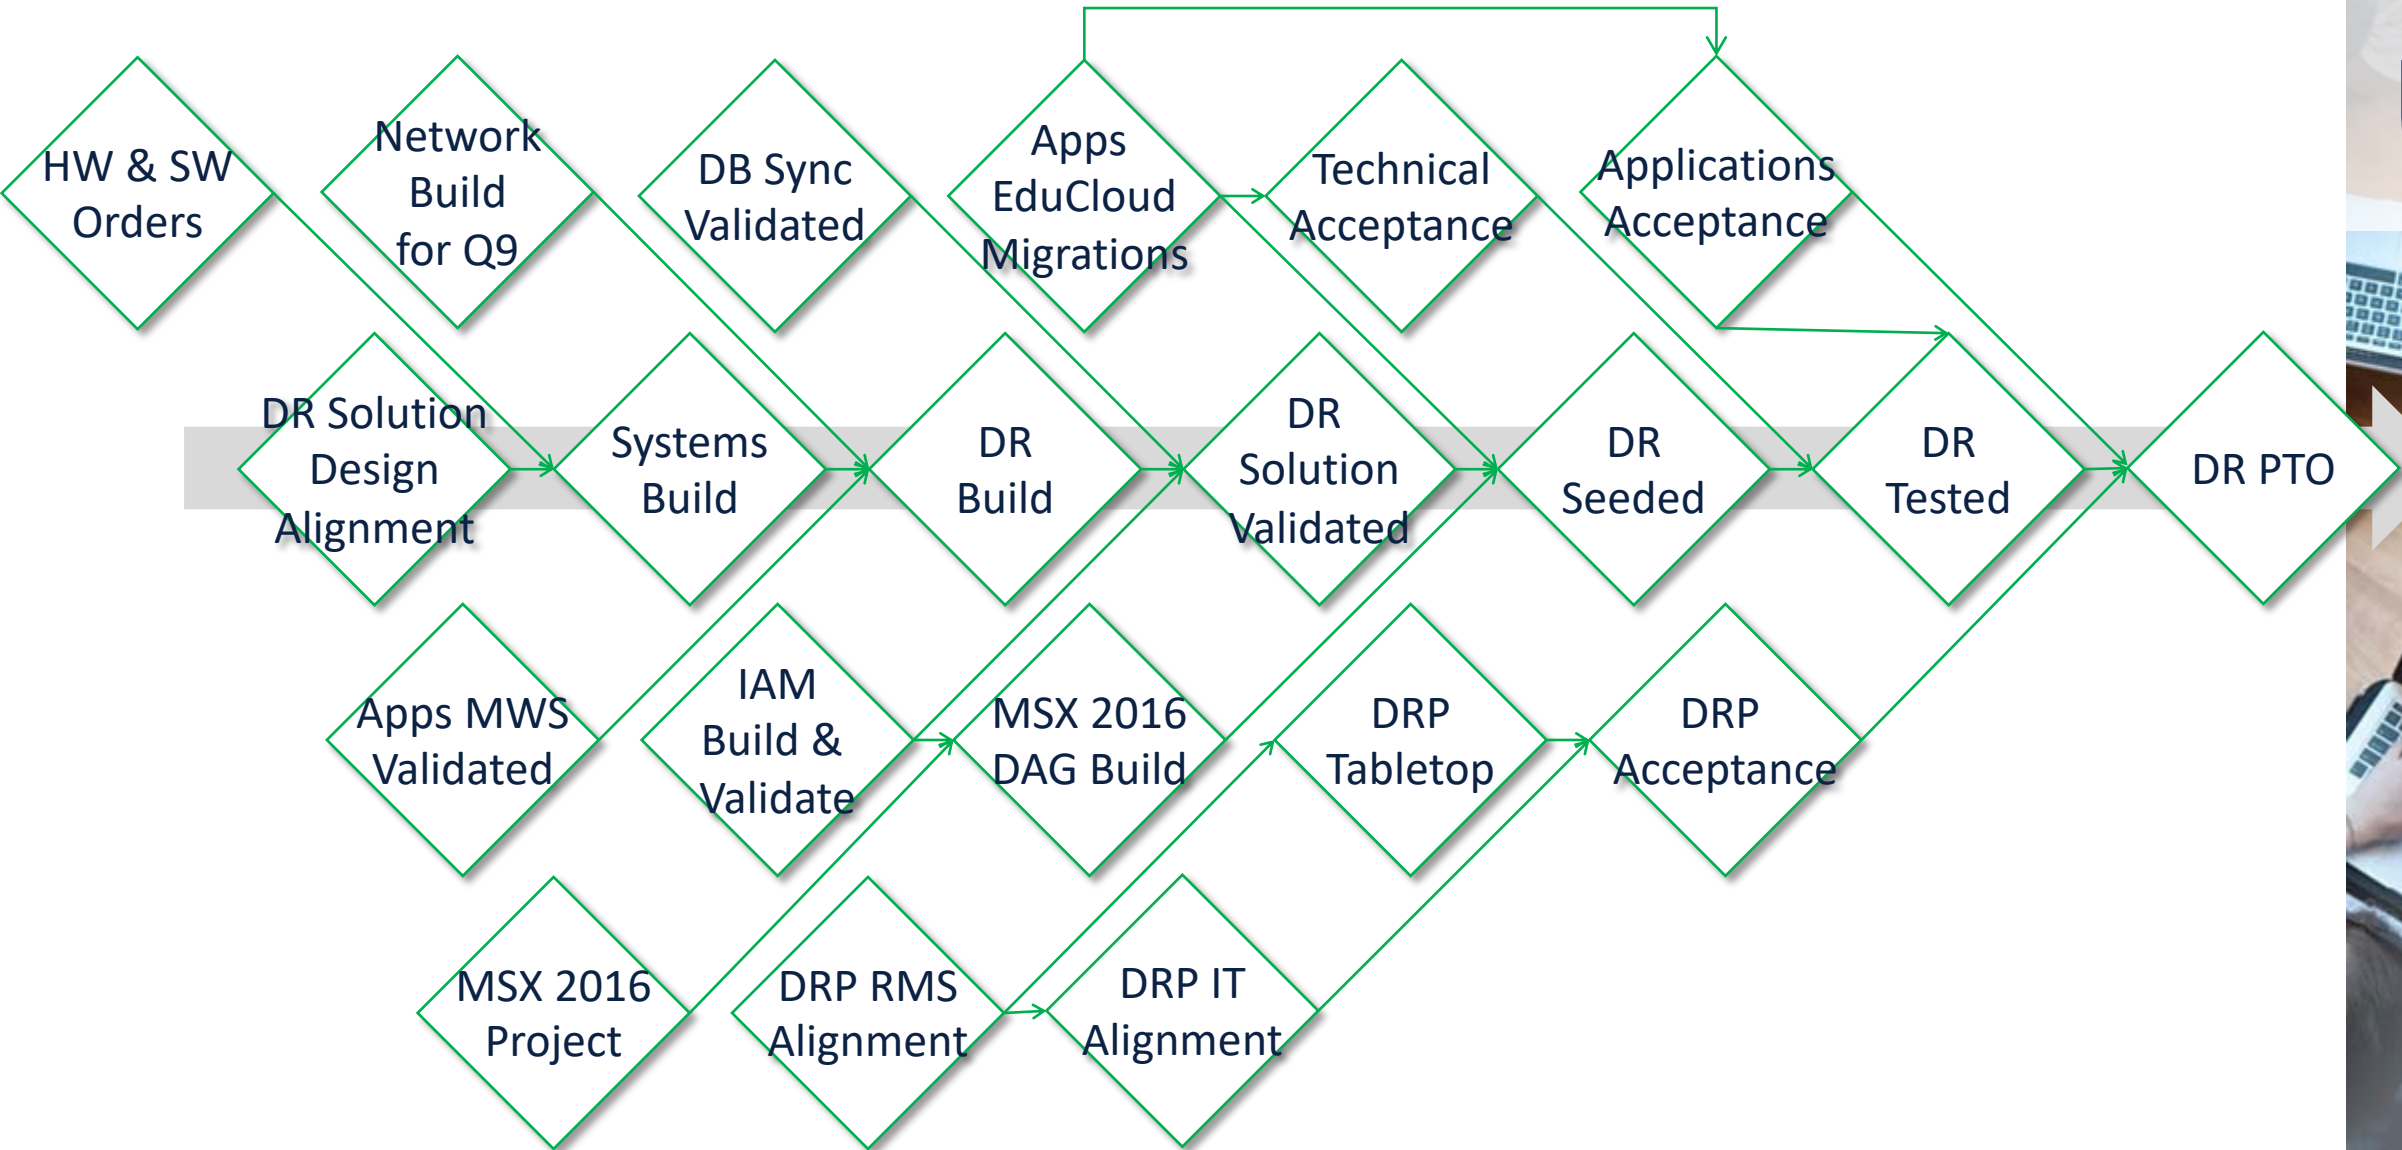 HW & SW
Orders
Network
Build
for Q9
DB Sync
Validated
Apps
EduCloud
Migrations
Technical
Acceptance
Applications
Acceptance
DR Solution
Design
Alignment
Systems
Build
DR
Build
DR
Solution
Validated
DR
Seeded
DR
Tested
DR PTO
Apps MWS
Validated
IAM
Build &
Validate
MSX 2016
DAG Build
DRP
Tabletop
DRP
Acceptance
MSX 2016
Project
DRP RMS
Alignment
DRP IT
Alignment